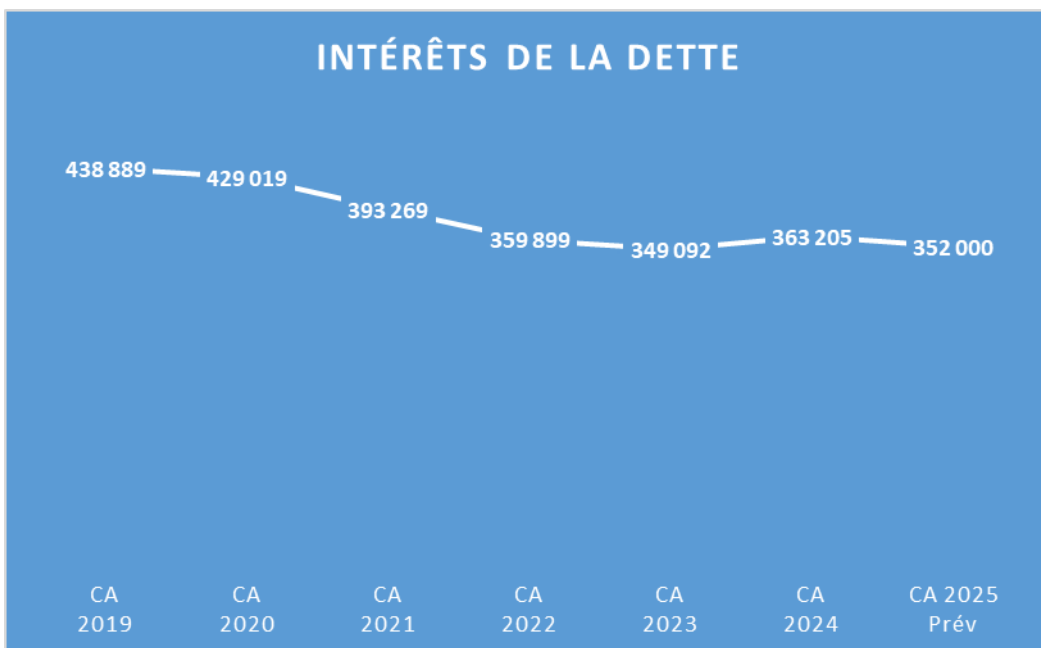 INTÉRÊTS DE LA DETTE
438 889
429 019
393 269
359 899
349 092
363 205
352 000
CA
2019
CA
2020
CA
2021
CA
2022
CA
2023
CA
2024
CA 2025
Prév